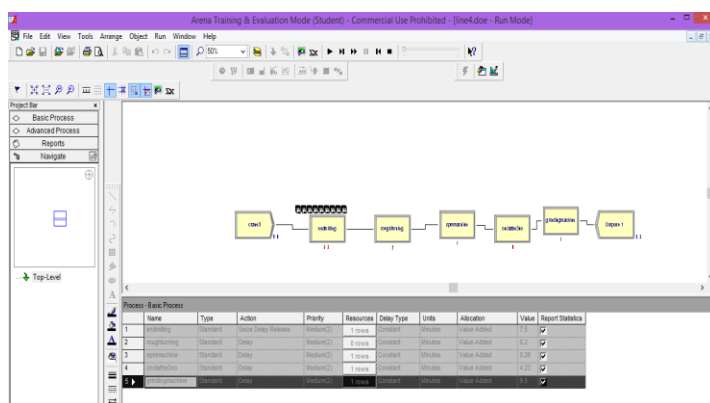 Arena Training & Evaluation Mode (Student) - Commercial Use Prohibited - [line4.doe - Run Mode]
File Edit View Tools Arrange Object Run Window Help
50%
Project Bar
Basic Process
Advanced Process
Reports
Navigate
Top-Level
endmilling
Dispose 1
Process - Basic Process
Name Type Action Priority Resources Delay Type Units Allocation Value Report Statistics
1 endmilling Standard Seize Delay Release Medium(2) 1 rows Constant Minutes Value Added 7.5
2 roughturning Standard Delay Medium(2) 0 rows Constant Minutes Value Added 8.2
3 spmmachine Standard Delay Medium(2) 1 rows Constant Minutes Value Added
4 Standard Delay Medium(2) 1 rows Constant Minutes Value Added 4.23
5 grindingmachine Standard Delay Medium(2) 1 rows Constant Minutes Value Added 9.5